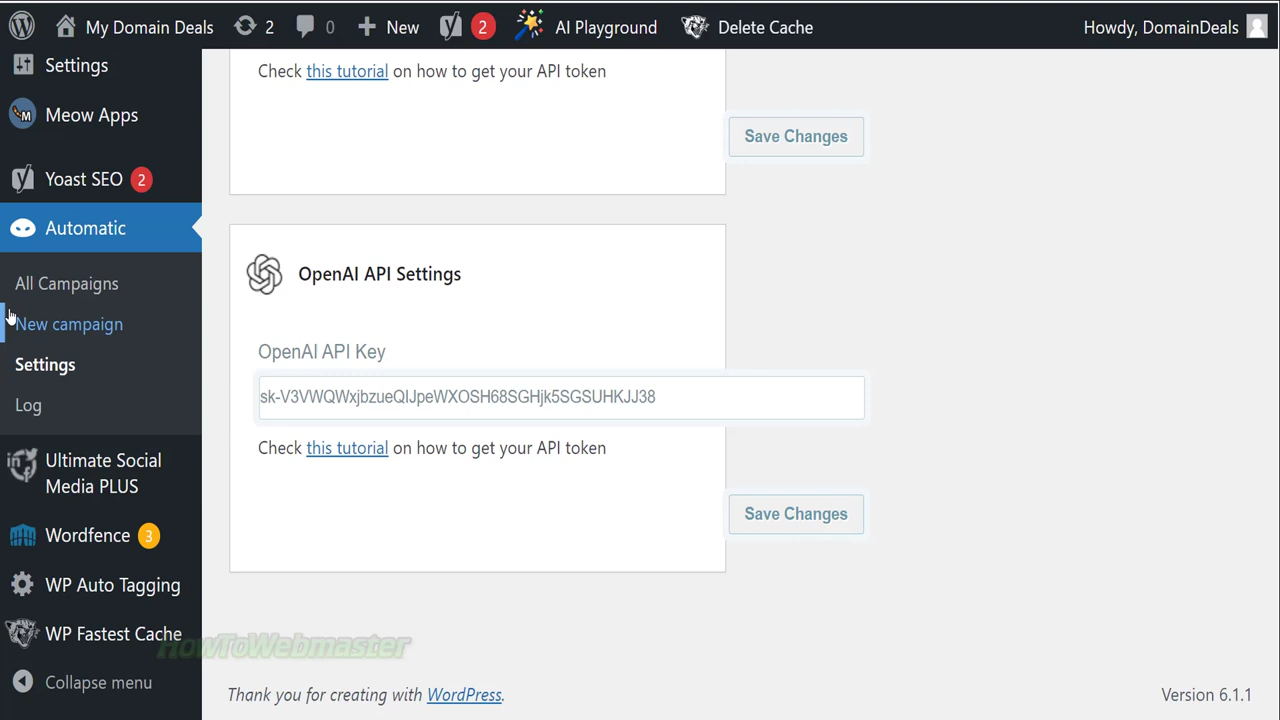 My Domain Deals
2
0
New
2
AI Playground
Delete Cache
Howdy, DomainDeals
Settings
Meow Apps
Yoast SEO 2
Automatic
All Campaigns
New campaign
Settings
Log
Ultimate Social
Media PLUS
Wordfence 3
WP Auto Tagging
WP Fastest Cache
Collapse menu
Check this tutorial on how to get your API token
Save Changes
OpenAI API Settings
OpenAI API Key
Check this tutorial on how to get your API token
Save Changes
HowToWebmaster
Thank you for creating with WordPress.
Version 6.1.1